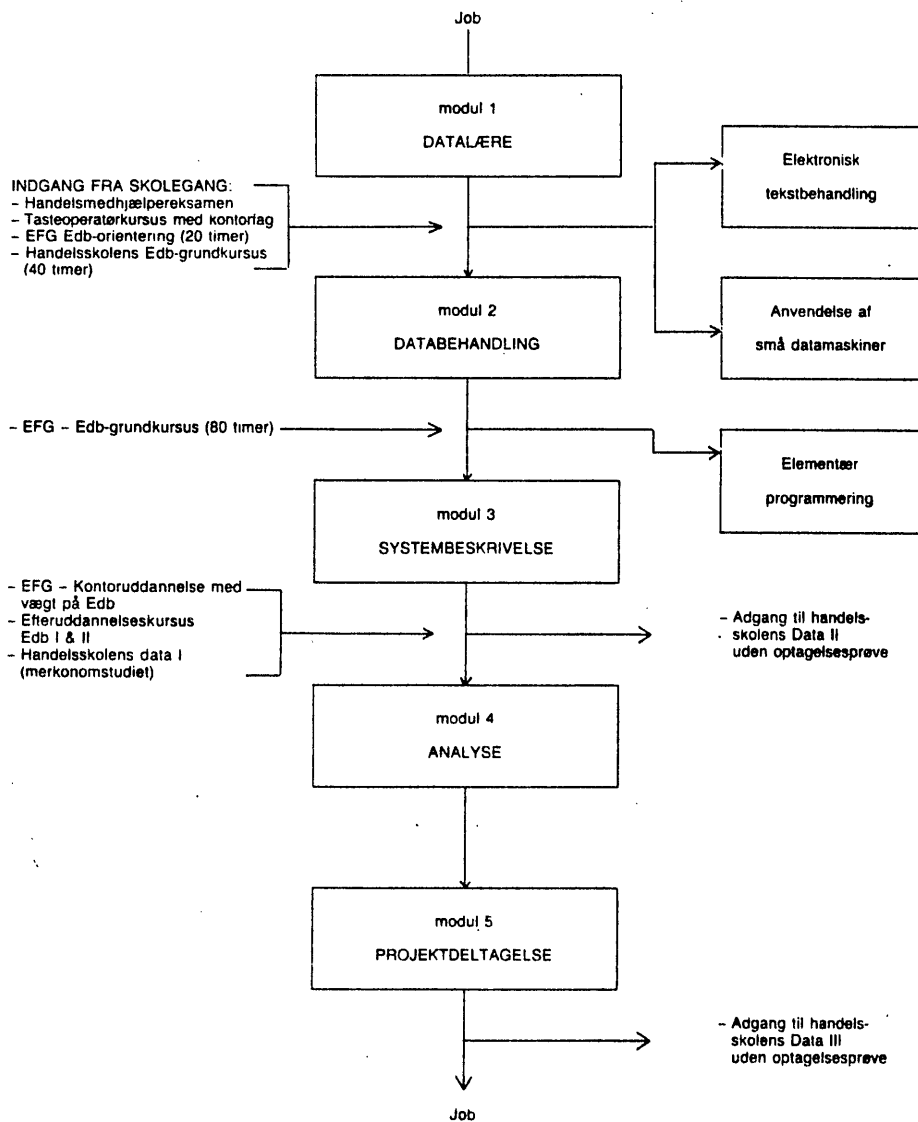 Job
modul 1
DATALÆRE
Elektronisk
tekstbehandling
INDGANG FRA SKOLEGANG:
– Handelsmedhjælpereksamen
– Tasteoperatørkursus med kontorfag
– EFG Edb-orientering (20 timer)
– Handelsskolens Edb-grundkursus
(40 timer)
modul 2
DATABEHANDLING
Anvendelse af
små datamaskiner
– EFG – Edb-grundkursus (80 timer)
Elementær
programmering
modul 3
SYSTEMBESKRIVELSE
– EFG – Kontoruddannelse med
vægt på Edb
– Efteruddannelseskursus
Edb I & II
– Handelsskolens data I
(merkonomstudiet)
– Adgang til handels-
skolens Data II
uden optagelsesprøve
modul 4
ANALYSE
modul 5
PROJEKTDELTAGELSE
– Adgang til handels-
skolens Data III
uden optagelsesprøve
Job